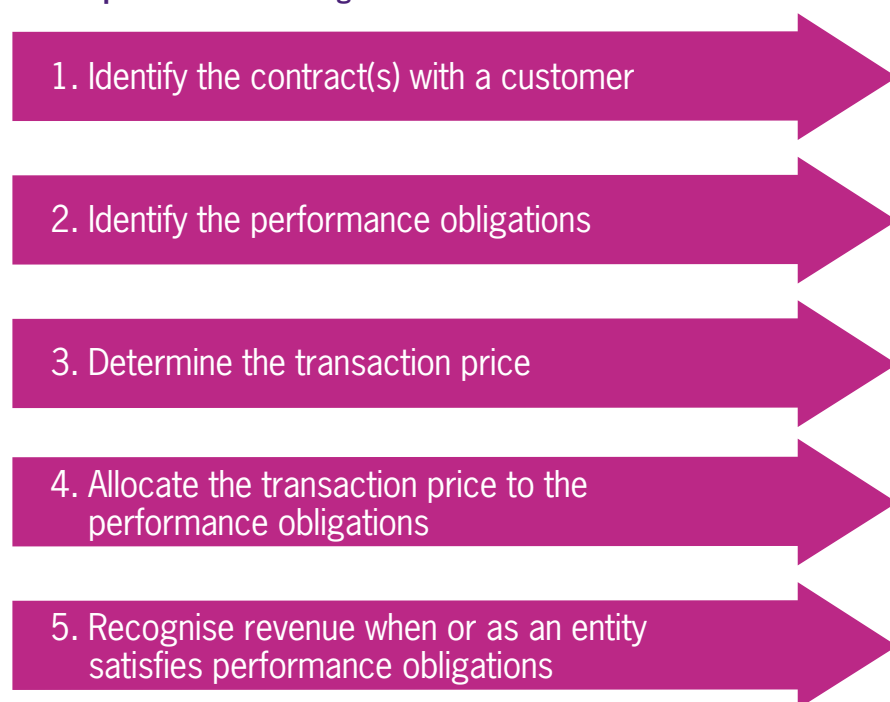 1. Identify the contract(s) with a customer
2. Identify the performance obligations
3. Determine the transaction price
4. Allocate the transaction price to the
performance obligations
5. Recognise revenue when or as an entity
satisfies performance obligations